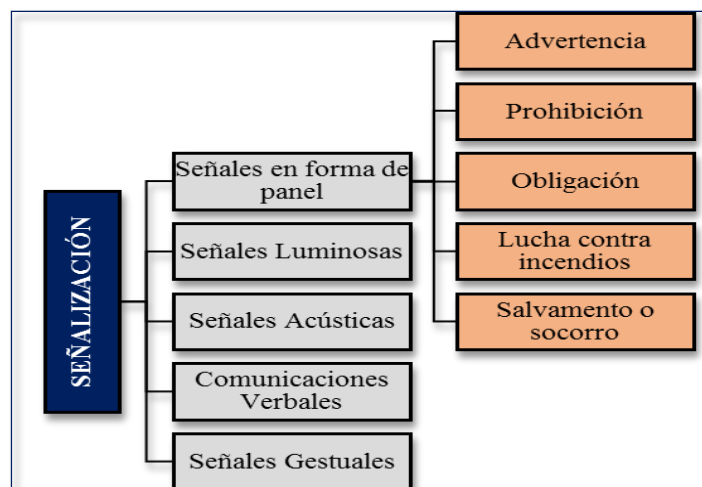 SEÑALIZACIÓN
Señales en forma de
panel
Señales Luminosas
Señales Acústicas
Comunicaciones
Verbales
Señales Gestuales
Advertencia
Prohibición
Obligación
Lucha contra
incendios
Salvamento o
socorro